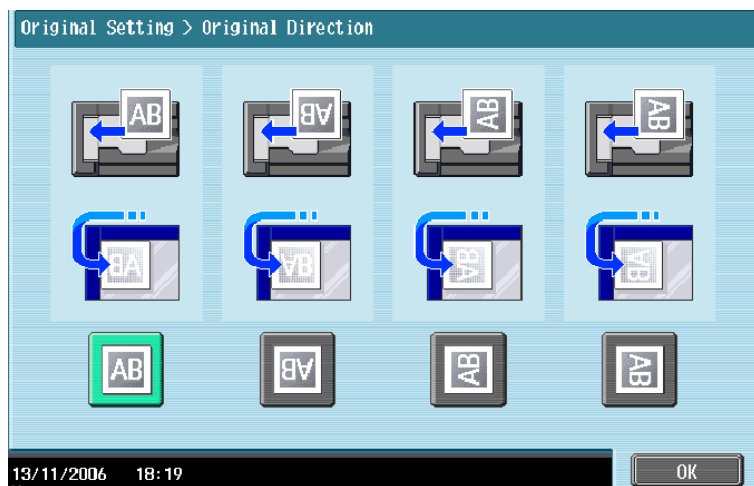 Original Setting > Original Direction
AB AB AB AB
AB AB AB AB
AB AB AB AB
13/11/2006 18:19 OK